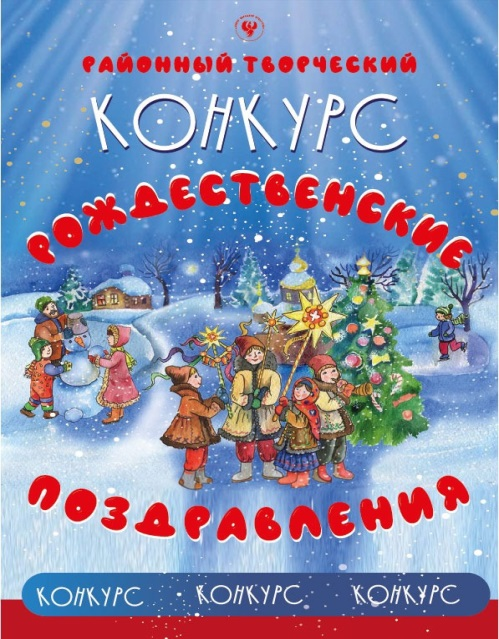 РАЙОННЫЙ ТВОРЧЕСКИЙ
КОНКУРС
РОЖДЕСТВЕНСКИЕ
ПОЗДРАВЛЕНИЯ
КОНКУРС КОНКУРС КОНКУРС